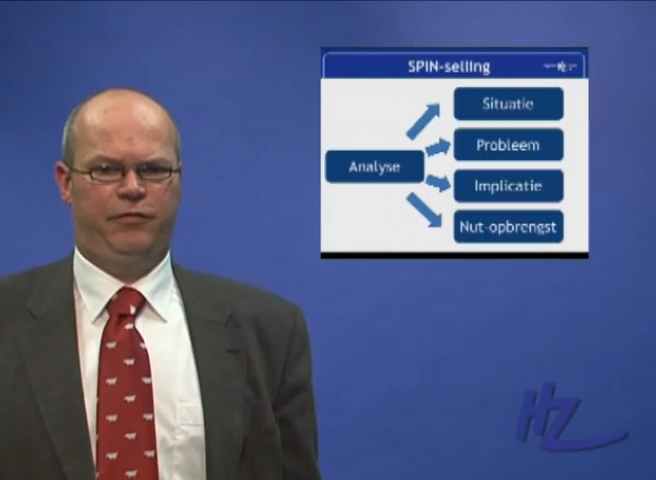 SPIN-selling
Analyse
Situatie
Probleem
Implicatie
Nut-opbrengst
HZ